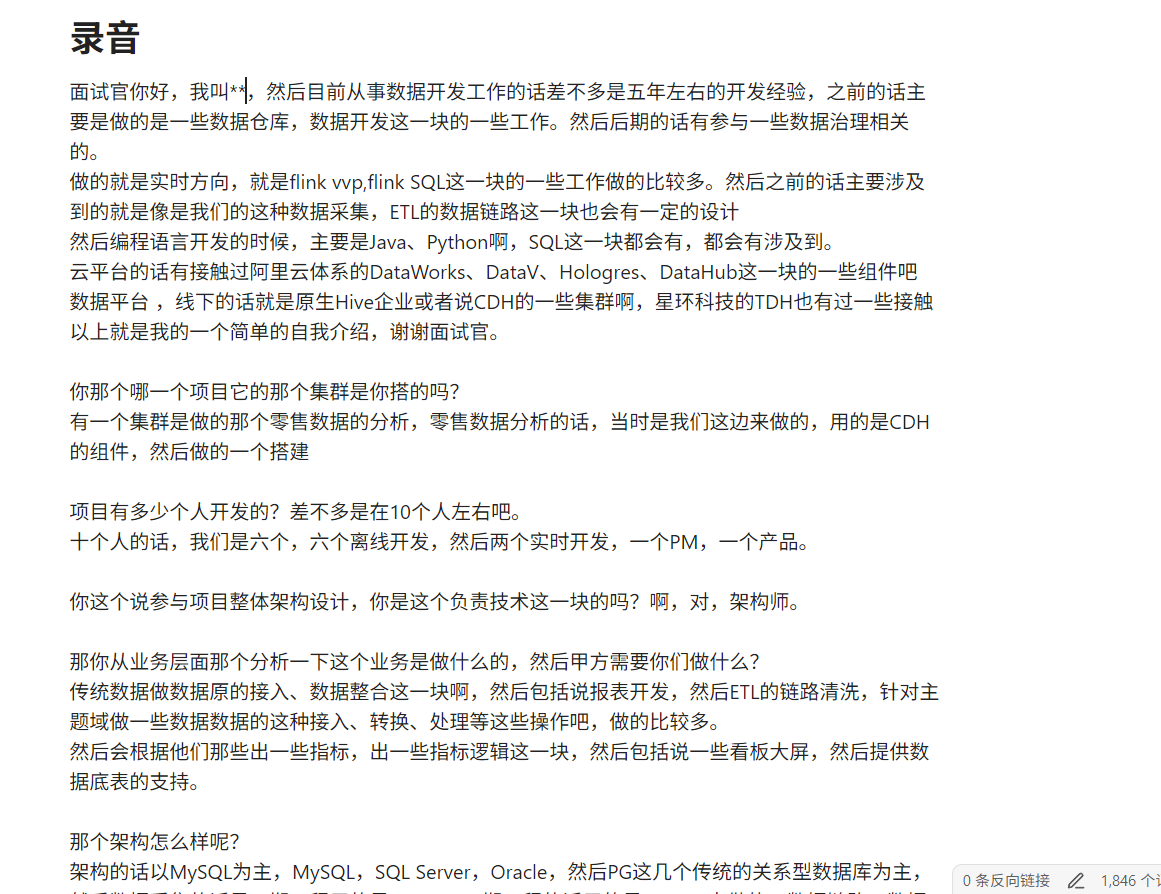 录音
面试官你好，我叫**，然后目前从事数据开发工作的话差不多是五年左右的开发经验，之前的话主
要是做的是一些数据仓库，数据开发这一块的一些工作。然后后期的话有参与一些数据治理相关
的。
做的就是实时方向，就是flink vvp,flink SQL这一块的一些工作做的比较多。然后之前的话主要涉及
到的就是像是我们的这种数据采集，ETL的数据链路这一块也会有一定的设计
然后编程语言开发的时候，主要是Java、Python啊，SQL这一块都会有，都会有涉及到。
云平台的话有接触过阿里云体系的DataWorks、DataV、Hologres、DataHub这一块的一些组件吧
数据平台 ，线下的话就是原生Hive企业或者说CDH的一些集群啊，星环科技的TDH也有过一些接触
以上就是我的一个简单的自我介绍，谢谢面试官。
你那个哪一个项目它的那个集群是你搭的吗？
有一个集群是做的那个零售数据的分析，零售数据分析的话，当时是我们这边来做的，用的是CDH
的组件，然后做的一个搭建
项目有多少个人开发的？差不多是在10个人左右吧。
十个人的话，我们是六个，六个离线开发，然后两个实时开发，一个PM，一个产品。
你这个说参与项目整体架构设计，你是这个负责技术这一块的吗？啊，对，架构师。
那你从业务层面那个分析一下这个业务是做什么的，然后甲方需要你们做什么？
传统数据做数据原的接入、数据整合这一块啊，然后包括说报表开发，然后ETL的链路清洗，针对主
题域做一些数据数据的这种接入、转换、处理等这些操作吧，做的比较多。
然后会根据他们那些出一些指标，出一些指标逻辑这一块，然后包括说一些看板大屏，然后提供数
据底表的支持。
那个架构怎么样呢？
架构的话以MySQL为主，MySQL，SQL Server，Oracle，然后PG这几个传统的关系型数据库为主，
0 条反向链接
1,846 个